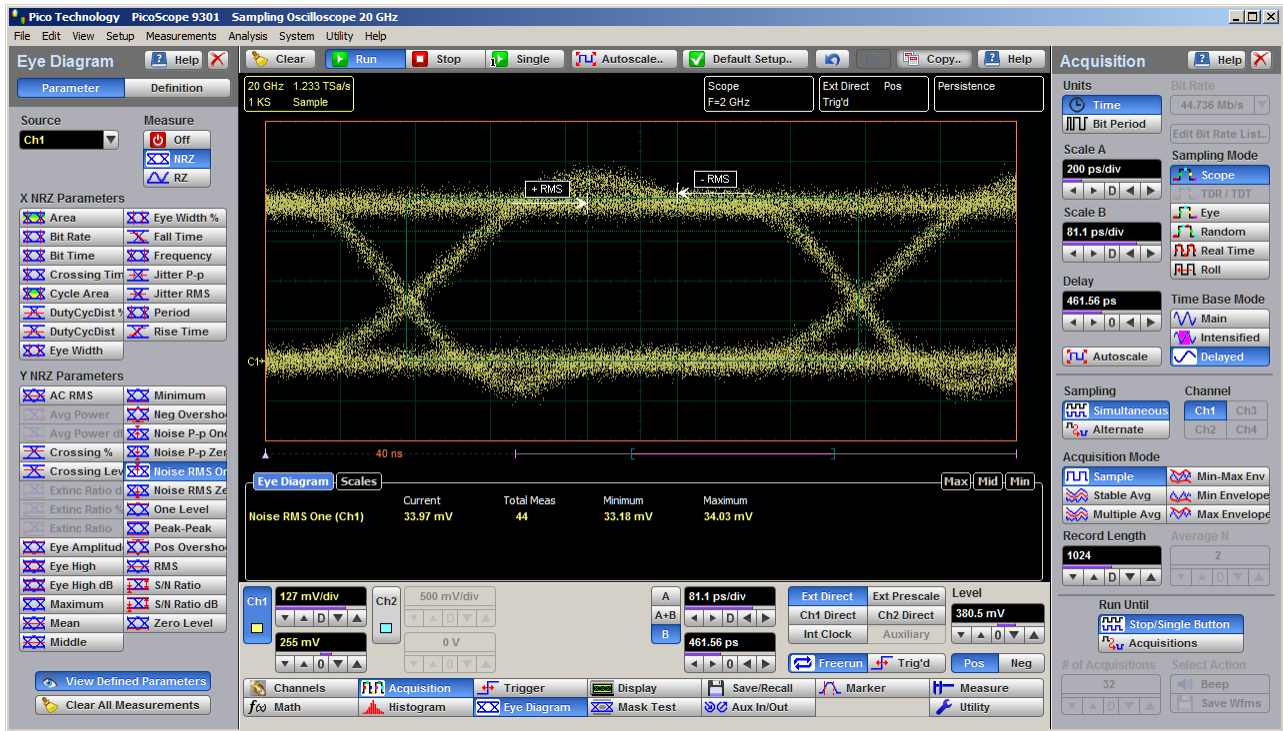 Pico Technology PicoScope 9301 Sampling Oscilloscope 20 GHz
File Edit View Setup Measurements Analysis System Utility Help
Eye Diagram Help
Parameter Definition
Source Measure
Ch1 Off
NRZ
RZ
X NRZ Parameters
Area Eye Width %
Bit Rate Fall Time
Bit Time Frequency
Crossing Tim Jitter P-p
Cycle Area Jitter RMS
DutyCycDist % Period
DutyCycDist Rise Time
Eye Width
Y NRZ Parameters
AC RMS Minimum
Avg Power Neg Oversho
Avg Power dB Noise P-p One
Crossing % Noise P-p Zer
Crossing Lev Noise RMS On
Extinc Ratio d Noise RMS Ze
Extinc Ratio % One Level
Extinc Ratio Peak-Peak
Eye Amplitud Pos Oversho
Eye High RMS
Eye High dB S/N Ratio
Maximum S/N Ratio dB
Mean Zero Level
Middle
View Defined Parameters
Clear All Measurements
Clear Run Stop Single Autoscale.. Default Setup.. Copy.. Help
20 GHz 1.233 TSa/s
1 KS Sample
Scope
F=2 GHz
Ext Direct Pos
Trig'd
Persistence
+ RMS
- RMS
C1
40 ns
Eye Diagram Scales Max Mid Min
Current Total Meas Minimum Maximum
Noise RMS One (Ch1) 33.97 mV 44 33.18 mV 34.03 mV
Ch1 127 mV/div
D
255 mV
0
Ch2 500 mV/div
D
0 V
0
A 81.1 ps/div
A+B D
B 461.56 ps
0
Ext Direct Ext Prescale
Ch1 Direct Ch2 Direct
Int Clock Auxiliary
Freerun Trig'd
Level
380.5 mV
0
Pos Neg
Channels Acquisition Trigger Display Save/Recall Marker Measure
f(x) Math Histogram Eye Diagram Mask Test Aux In/Out Utility
Acquisition Help
Units Bit Rate
Time 44.736 Mb/s
Bit Period Edit Bit Rate List..
Scale A Sampling Mode
200 ps/div Scope
D TDR / TDT
Scale B Eye
81.1 ps/div Random
D Real Time
Roll
Delay
461.56 ps Time Base Mode
0 Main
Intensified
Autoscale Delayed
Sampling Channel
Simultaneous Ch1 Ch3
Alternate Ch2 Ch4
Acquisition Mode
Sample Min-Max Env
Stable Avg Min Envelope
Multiple Avg Max Envelope
Record Length Average N
1024 2
D D
Run Until
Stop/Single Button
Acquisitions
# of Acquisitions Select Action
32 Beep
D Save Wfms